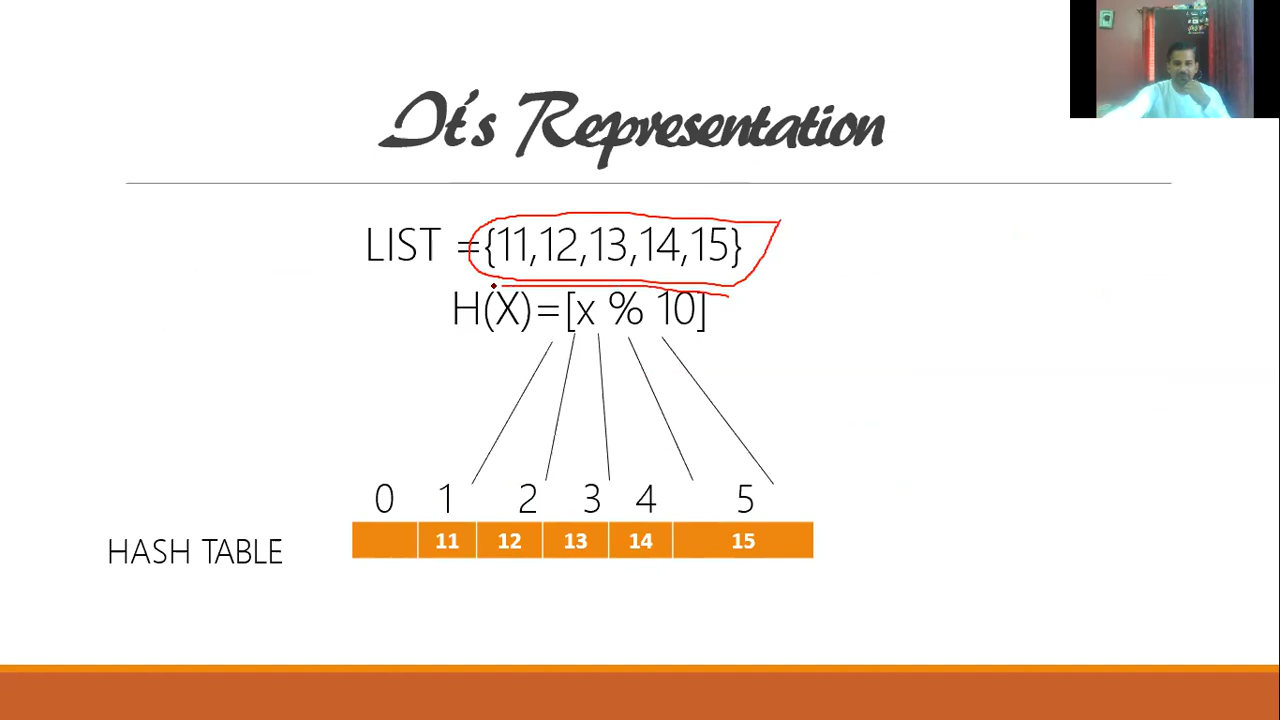 It's Representation
LIST ={11,12,13,14,15}
H(X)=[x % 10]
0 1 2 3 4 5
HASH TABLE 11 12 13 14 15